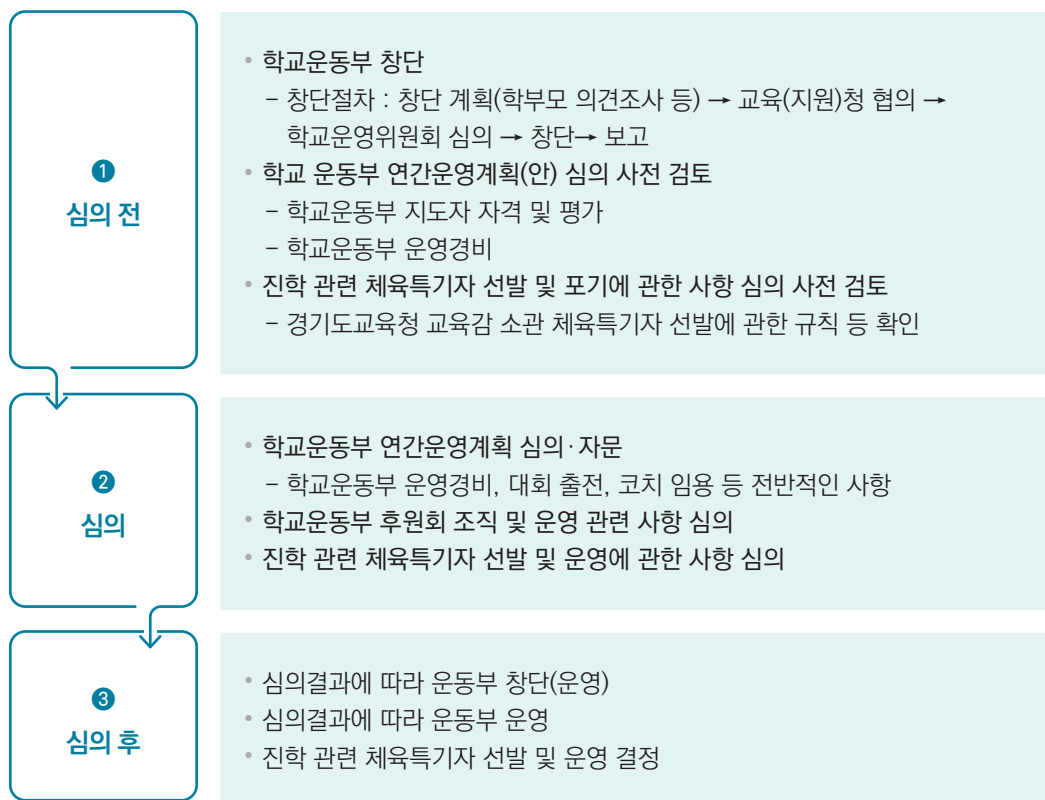 ❶
심의 전
• 학교운동부 창단
– 창단절차 : 창단 계획(학부모 의견조사 등) → 교육(지원)청 협의 →
학교운영위원회 심의 → 창단→ 보고
• 학교 운동부 연간운영계획(안) 심의 사전 검토
– 학교운동부 지도자 자격 및 평가
– 학교운동부 운영경비
• 진학 관련 체육특기자 선발 및 포기에 관한 사항 심의 사전 검토
– 경기도교육청 교육감 소관 체육특기자 선발에 관한 규칙 등 확인
❷
심의
• 학교운동부 연간운영계획 심의·자문
– 학교운동부 운영경비, 대회 출전, 코치 임용 등 전반적인 사항
• 학교운동부 후원회 조직 및 운영 관련 사항 심의
• 진학 관련 체육특기자 선발 및 운영에 관한 사항 심의
❸
심의 후
• 심의결과에 따라 운동부 창단(운영)
• 심의결과에 따라 운동부 운영
• 진학 관련 체육특기자 선발 및 운영 결정